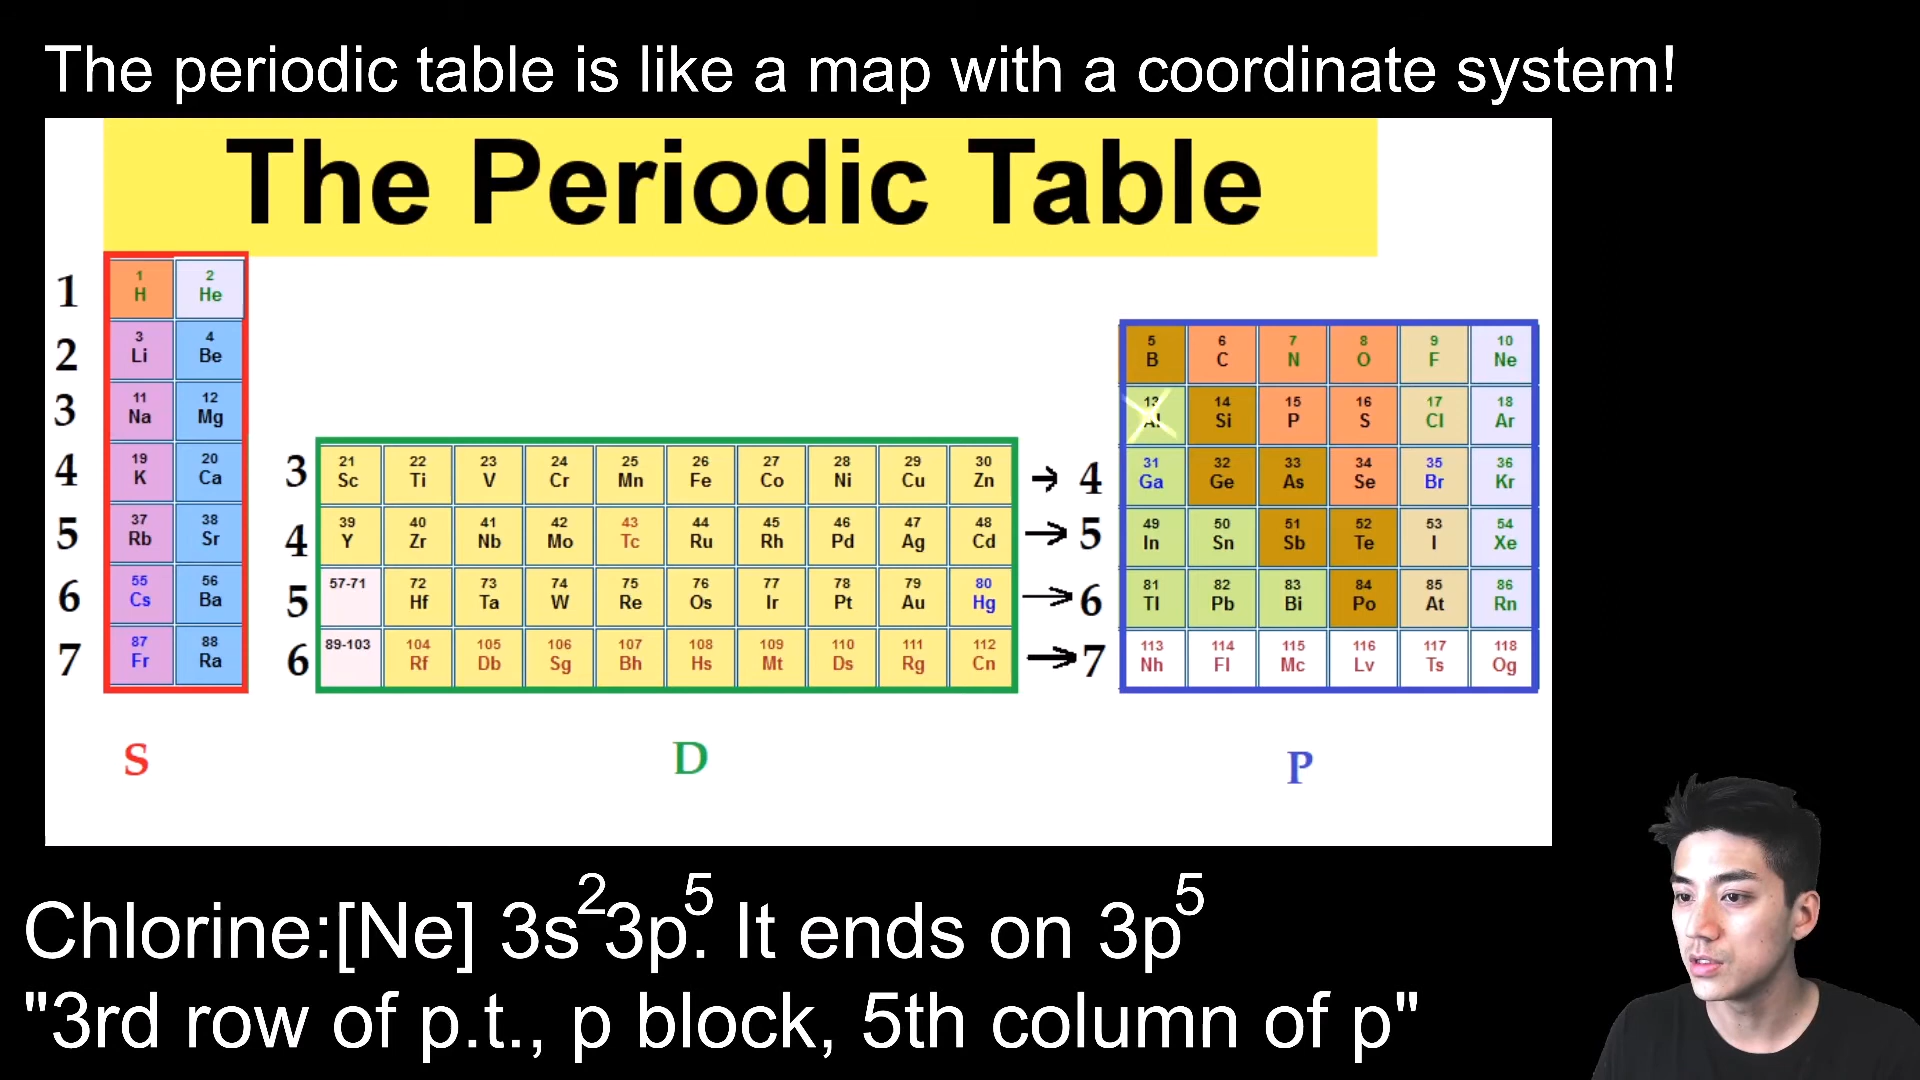 The periodic table is like a map with a coordinate system!
The Periodic Table
1 1 H 2 He
2 3 Li 4 Be 5 B 6 C 7 N 8 O 9 F 10 Ne
3 11 Na 12 Mg 13 Al 14 Si 15 P 16 S 17 Cl 18 Ar
4 19 K 20 Ca 3 21 Sc 22 Ti 23 V 24 Cr 25 Mn 26 Fe 27 Co 28 Ni 29 Cu 30 Zn → 4 31 Ga 32 Ge 33 As 34 Se 35 Br 36 Kr
5 37 Rb 38 Sr 4 39 Y 40 Zr 41 Nb 42 Mo 43 Tc 44 Ru 45 Rh 46 Pd 47 Ag 48 Cd → 5 49 In 50 Sn 51 Sb 52 Te 53 I 54 Xe
6 55 Cs 56 Ba 5 57-71 72 Hf 73 Ta 74 W 75 Re 76 Os 77 Ir 78 Pt 79 Au 80 Hg → 6 81 Tl 82 Pb 83 Bi 84 Po 85 At 86 Rn
7 87 Fr 88 Ra 6 89-103 104 Rf 105 Db 106 Sg 107 Bh 108 Hs 109 Mt 110 Ds 111 Rg 112 Cn → 7 113 Nh 114 Fl 115 Mc 116 Lv 117 Ts 118 Og
S D P
Chlorine:[Ne] 3s²3p⁵. It ends on 3p⁵
"3rd row of p.t., p block, 5th column of p"